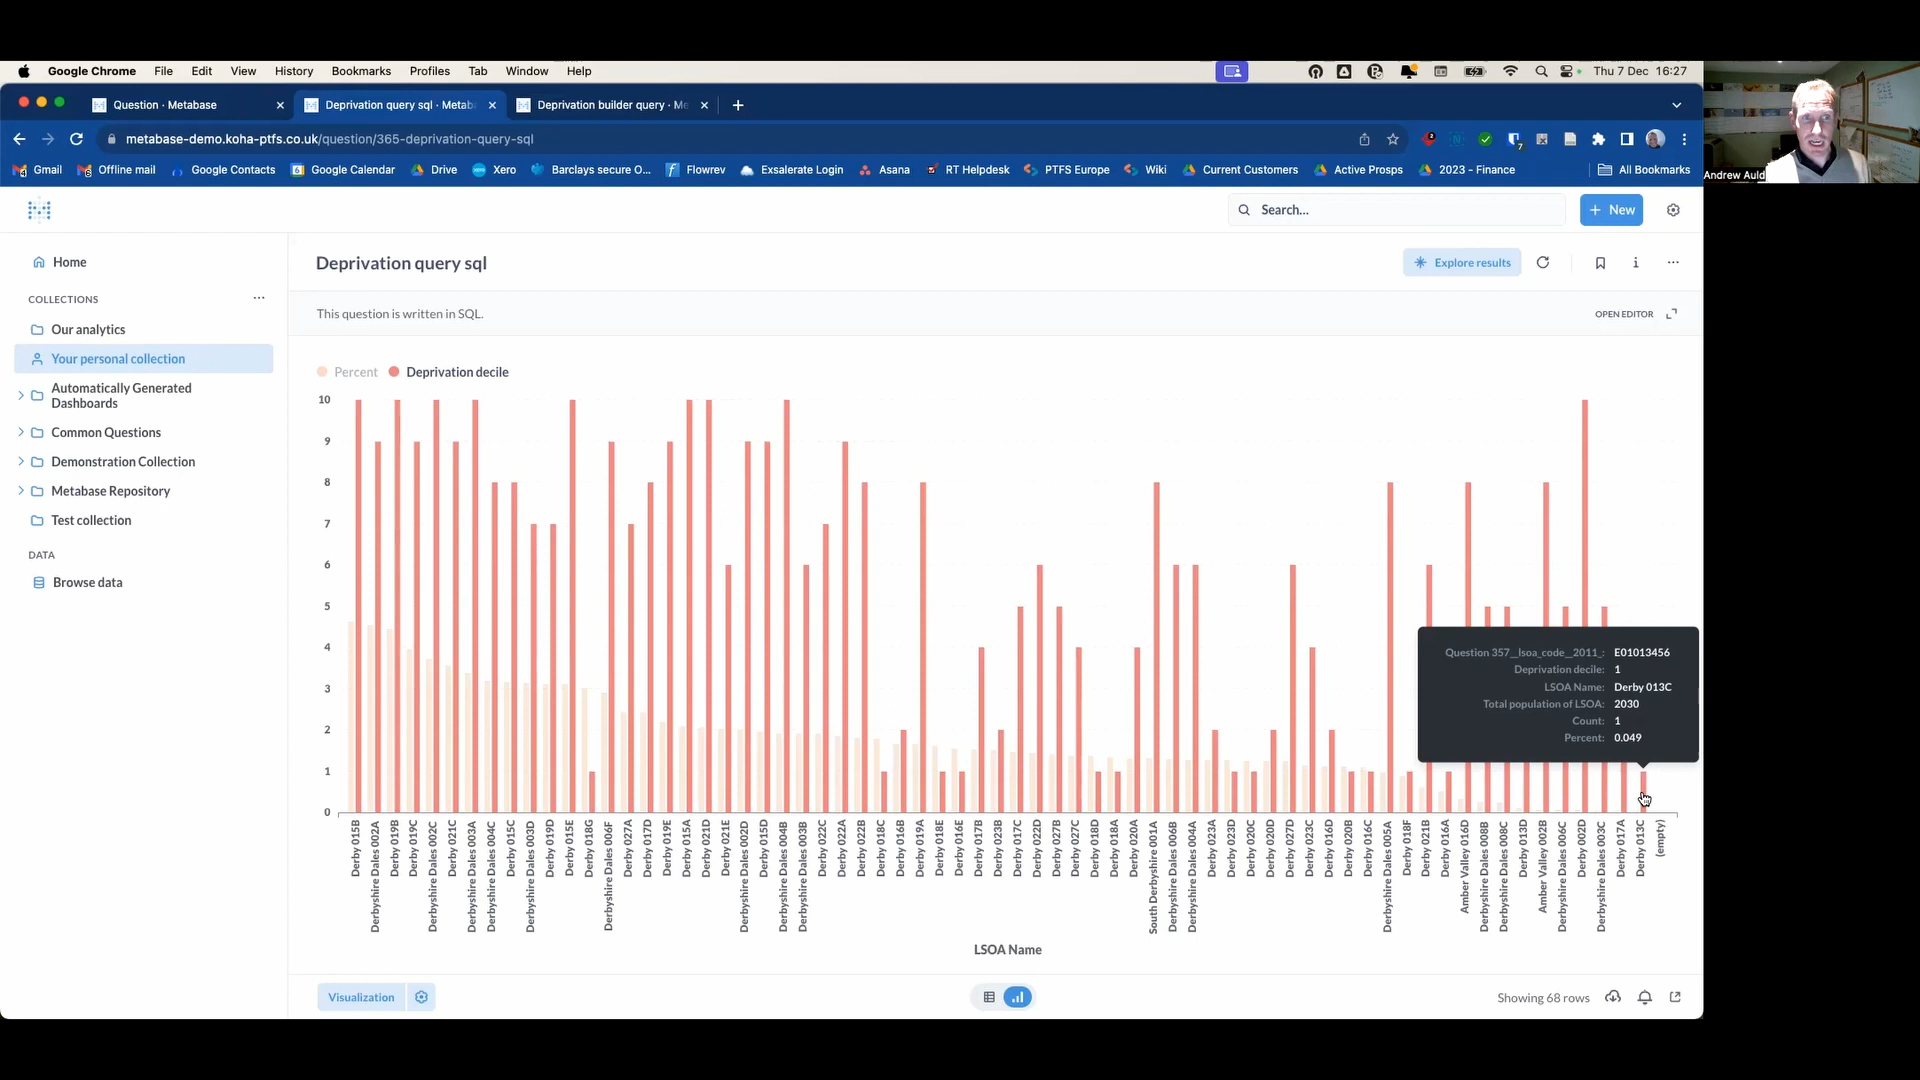 Google Chrome File Edit View History Bookmarks Profiles Tab Window Help Thu 7 Dec 16:27
Question · Metabase
Deprivation query sql · Metab
Deprivation builder query · Me
metabase-demo.koha-ptfs.co.uk/question/365-deprivation-query-sql
Gmail Offline mail Google Contacts Google Calendar Drive Xero Barclays secure O... Flowrev Exsalerate Login Asana RT Helpdesk PTFS Europe Wiki Current Customers Active Prosps 2023 - Finance All Bookmarks
Andrew Auld
Search...
+ New
Home
COLLECTIONS
Our analytics
Your personal collection
Automatically Generated
Dashboards
Common Questions
Demonstration Collection
Metabase Repository
Test collection
DATA
Browse data
Deprivation query sql
Explore results
This question is written in SQL.
OPEN EDITOR
Percent Deprivation decile
10
9
8
7
6
5
4
3
2
1
0
Question 357__lsoa_code__2011_: E01013456
Deprivation decile: 1
LSOA Name: Derby 013C
Total population of LSOA: 2030
Count: 1
Percent: 0.049
Derby 015B
Derbyshire Dales 002A
Derby 019B
Derby 019C
Derbyshire Dales 002C
Derby 021C
Derbyshire Dales 003A
Derbyshire Dales 004C
Derby 015C
Derbyshire Dales 003D
Derby 019D
Derby 015E
Derby 018G
Derbyshire Dales 006F
Derby 027A
Derby 017D
Derby 019E
Derby 015A
Derby 021D
Derby 021E
Derbyshire Dales 002D
Derby 015D
Derbyshire Dales 004B
Derbyshire Dales 003B
Derby 022C
Derby 022A
Derby 022B
Derby 018C
Derby 016B
Derby 019A
Derby 018E
Derby 016E
Derby 017B
Derby 023B
Derby 017C
Derby 022D
Derby 027B
Derby 027C
Derby 018D
Derby 018A
Derby 020A
South Derbyshire 001A
Derbyshire Dales 006B
Derbyshire Dales 004A
Derby 023A
Derby 023D
Derby 020C
Derby 020D
Derby 027D
Derby 023C
Derby 016D
Derby 020B
Derby 016C
Derbyshire Dales 005A
Derby 018F
Derby 021B
Derby 016A
Amber Valley 016D
Derbyshire Dales 008B
Derbyshire Dales 008C
Derby 013D
Amber Valley 002B
Derbyshire Dales 006C
Derby 002D
Derbyshire Dales 003C
Derby 017A
Derby 013C
(empty)
LSOA Name
Visualization
Showing 68 rows